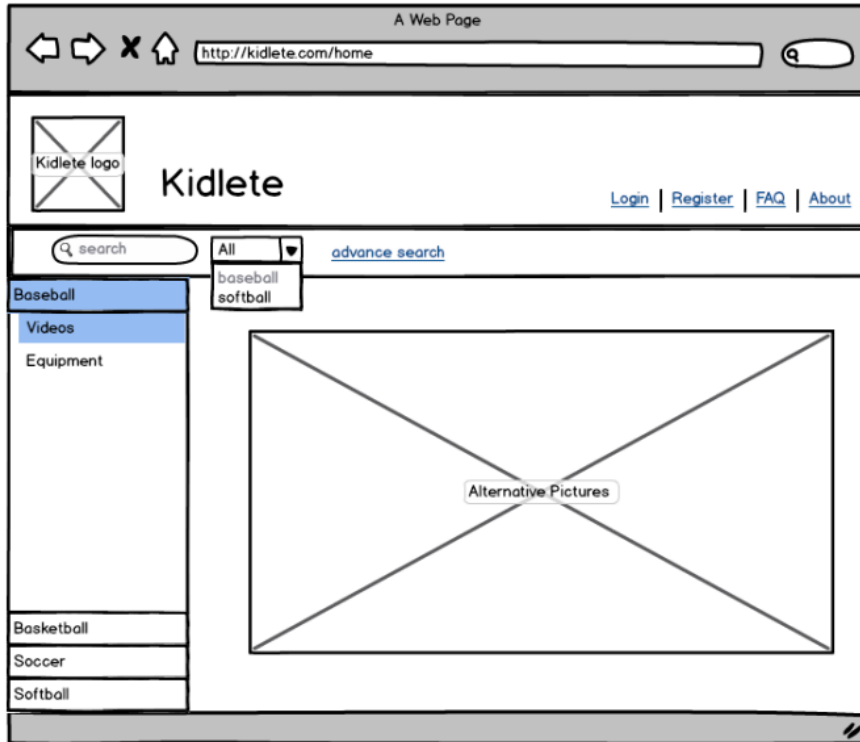 A Web Page
http://kidlete.com/home
Kidlete logo
Kidlete
Login | Register | FAQ | About
search
All
advance search
baseball
softball
Baseball
Videos
Equipment
Alternative Pictures
Basketball
Soccer
Softball